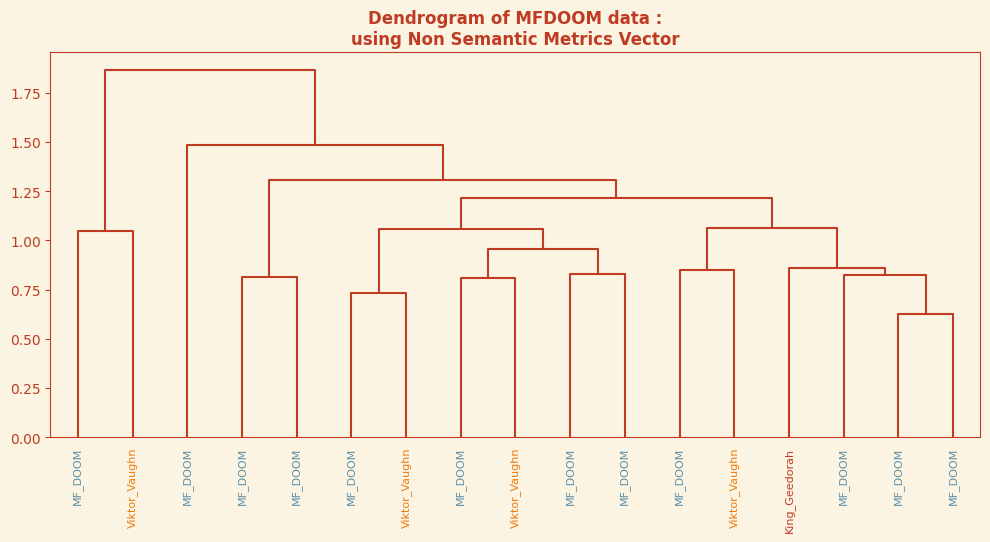 Dendrogram of MFDOOM data :
using Non Semantic Metrics Vector
1.75
1.50
1.25
1.00
0.75
0.50
0.25
0.00
MF_DOOM
Viktor_Vaughn
MF_DOOM
MF_DOOM
MF_DOOM
MF_DOOM
Viktor_Vaughn
MF_DOOM
Viktor_Vaughn
MF_DOOM
MF_DOOM
MF_DOOM
Viktor_Vaughn
King_Geedorah
MF_DOOM
MF_DOOM
MF_DOOM